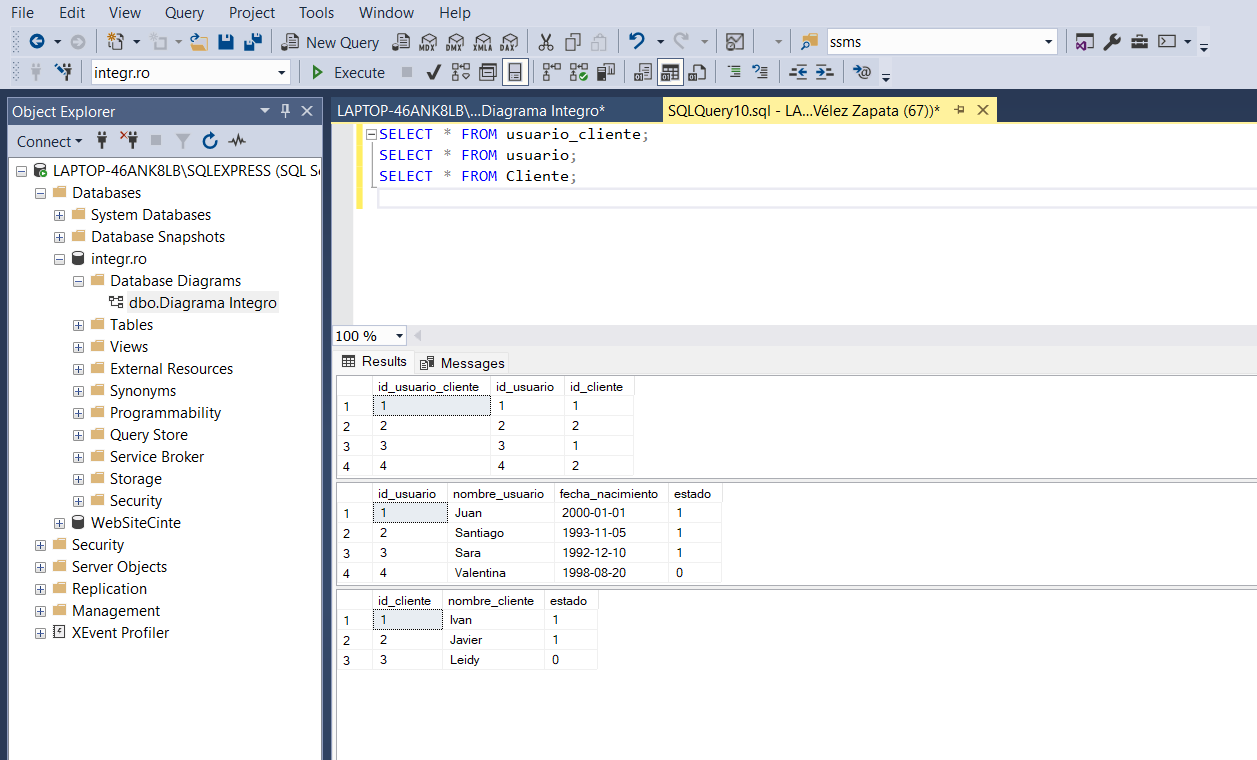 File Edit View Query Project Tools Window Help
New Query MDX DMX XMLA DAX ssms
integr.ro Execute
Object Explorer
Connect
LAPTOP-46ANK8LB\SQLEXPRESS (SQL S
Databases
System Databases
Database Snapshots
integr.ro
Database Diagrams
dbo.Diagrama Integro
Tables
Views
External Resources
Synonyms
Programmability
Query Store
Service Broker
Storage
Security
WebSiteCinte
Security
Server Objects
Replication
Management
XEvent Profiler
LAPTOP-46ANK8LB\...Diagrama Integro* SQLQuery10.sql - LA...Vélez Zapata (67))*
SELECT * FROM usuario_cliente;
SELECT * FROM usuario;
SELECT * FROM Cliente;
100 %
Results Messages
id_usuario_cliente id_usuario id_cliente
1 1 1 1
2 2 2 2
3 3 3 1
4 4 4 2
id_usuario nombre_usuario fecha_nacimiento estado
1 1 Juan 2000-01-01 1
2 2 Santiago 1993-11-05 1
3 3 Sara 1992-12-10 1
4 4 Valentina 1998-08-20 0
id_cliente nombre_cliente estado
1 1 Ivan 1
2 2 Javier 1
3 3 Leidy 0